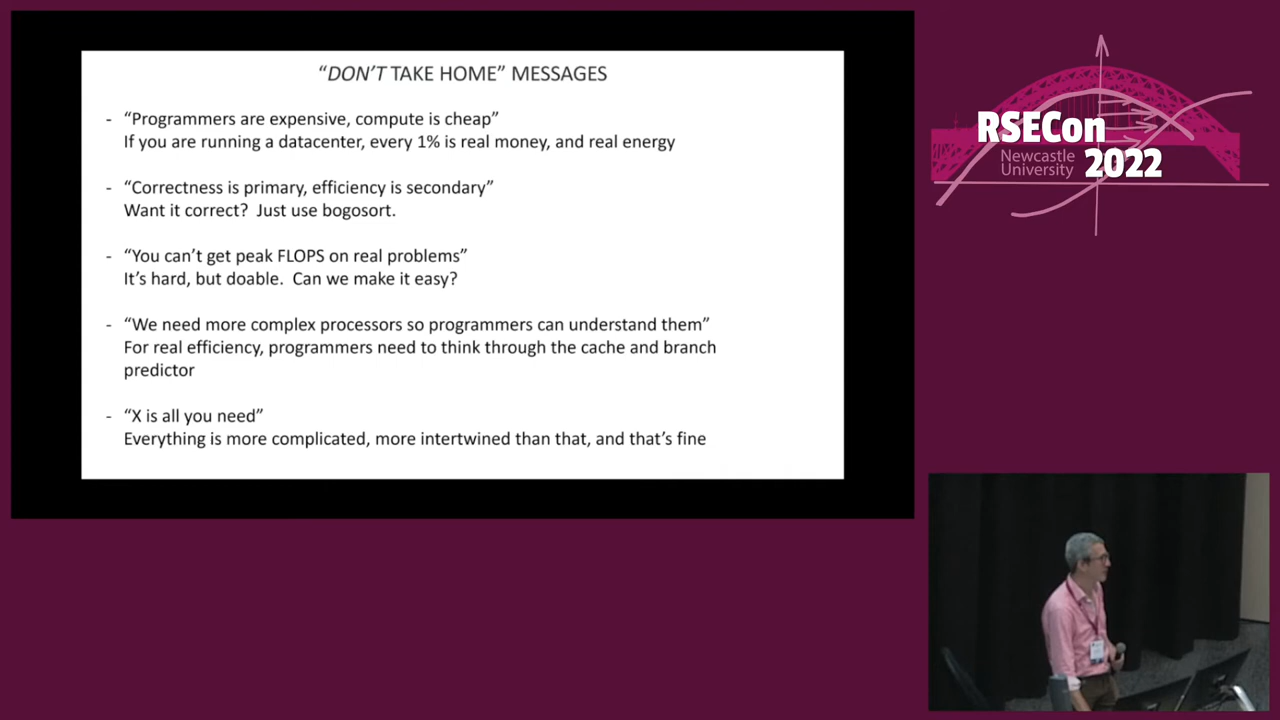 “DON’T TAKE HOME” MESSAGES
- “Programmers are expensive, compute is cheap”
If you are running a datacenter, every 1% is real money, and real energy
- “Correctness is primary, efficiency is secondary”
Want it correct?  Just use bogosort.
- “You can’t get peak FLOPS on real problems”
It’s hard, but doable.  Can we make it easy?
- “We need more complex processors so programmers can understand them”
For real efficiency, programmers need to think through the cache and branch
predictor
- “X is all you need”
Everything is more complicated, more intertwined than that, and that’s fine
RSECon
Newcastle
University 2022